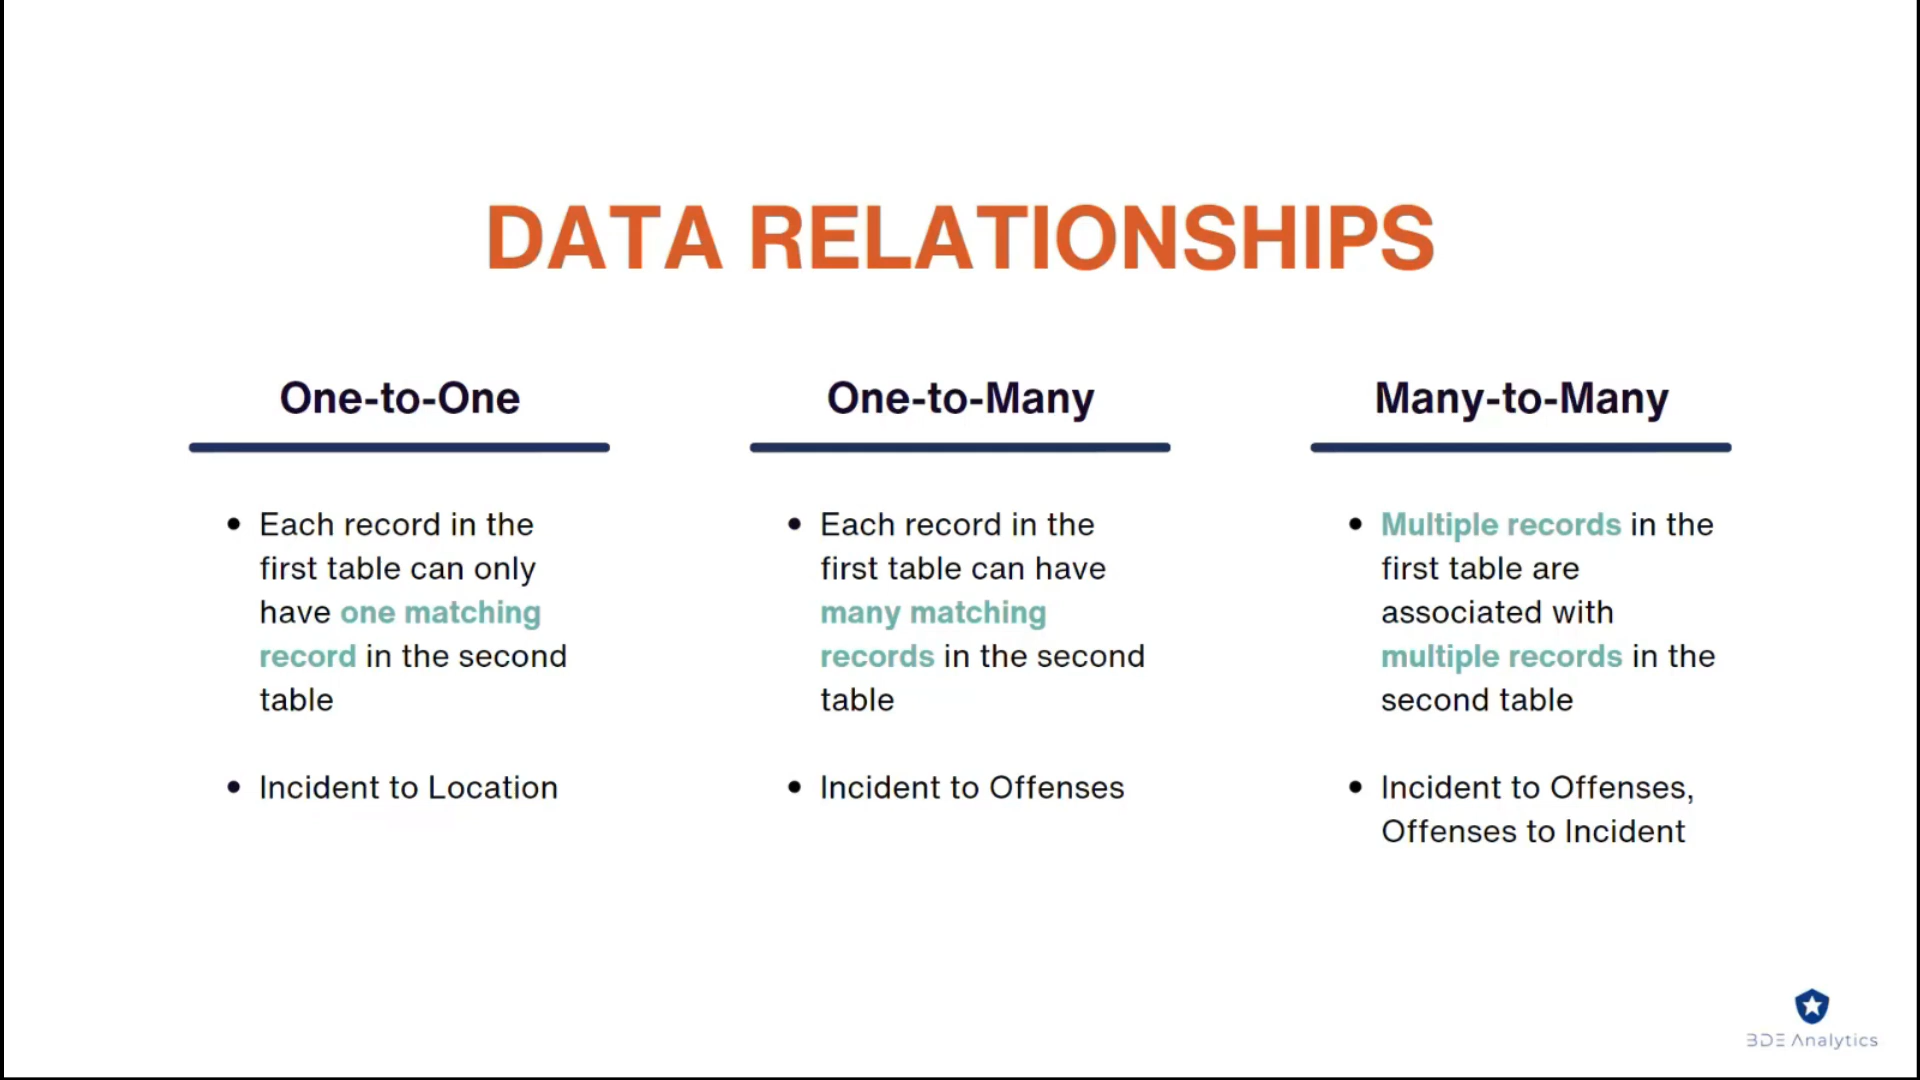 DATA RELATIONSHIPS
One-to-One
• Each record in the
first table can only
have one matching
record in the second
table
• Incident to Location
One-to-Many
• Each record in the
first table can have
many matching
records in the second
table
• Incident to Offenses
Many-to-Many
• Multiple records in the
first table are
associated with
multiple records in the
second table
• Incident to Offenses,
Offenses to Incident
BDE Analytics